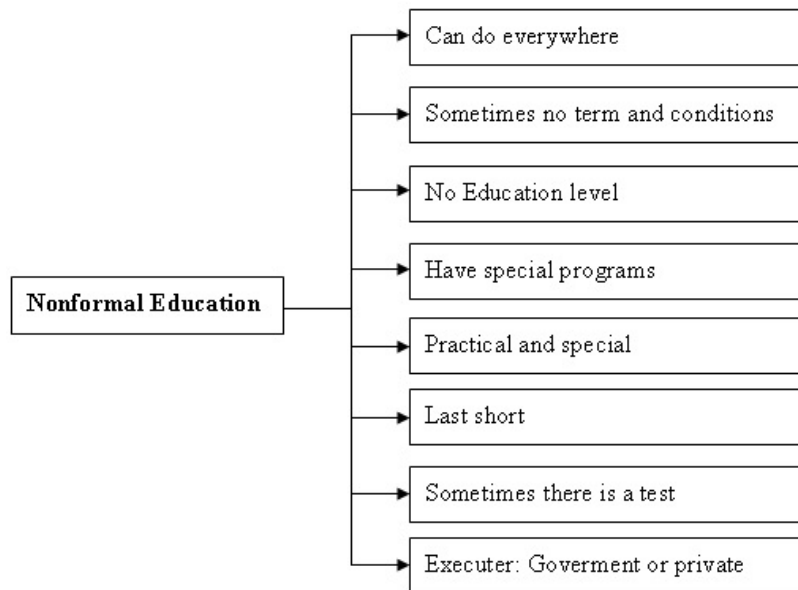 Can do everywhere
Sometimes no term and conditions
No Education level
Have special programs
Nonformal Education
Practical and special
Last short
Sometimes there is a test
Executer: Goverment or private